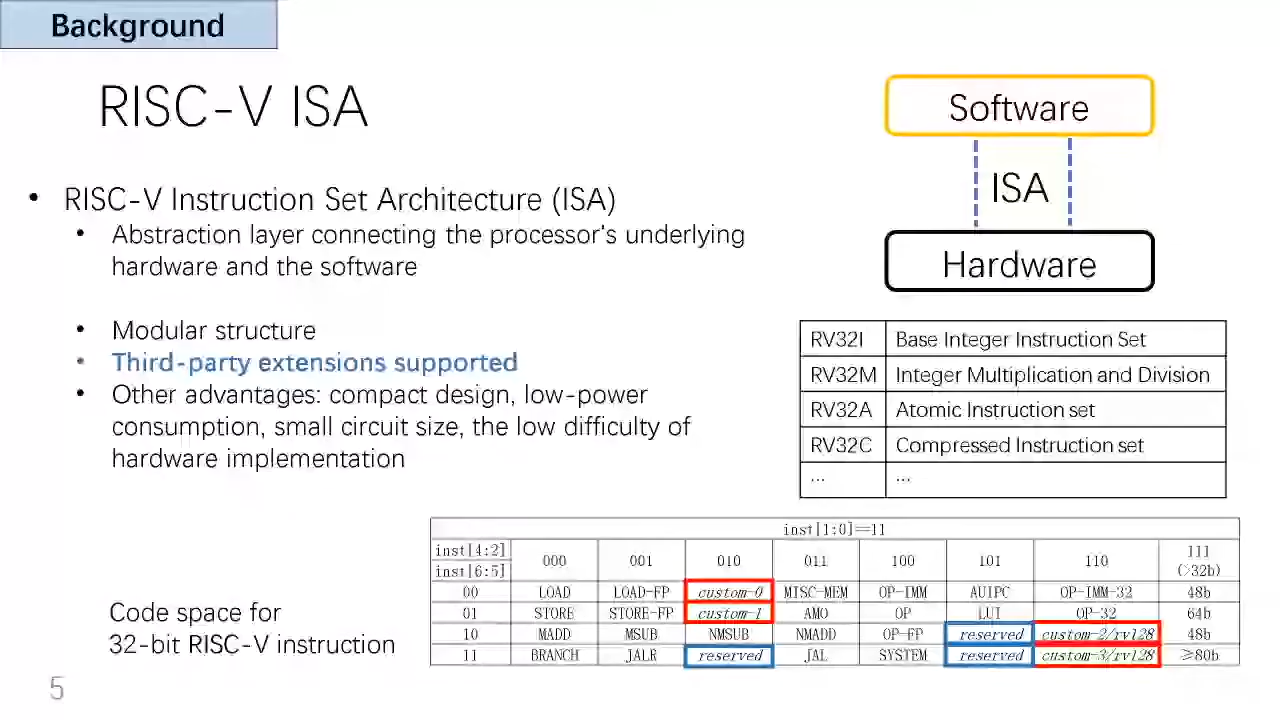 Background
RISC-V ISA
• RISC-V Instruction Set Architecture (ISA)
• Abstraction layer connecting the processor's underlying
hardware and the software
• Modular structure
• Third-party extensions supported
• Other advantages: compact design, low-power
consumption, small circuit size, the low difficulty of
hardware implementation
Software
ISA
Hardware
RV32I Base Integer Instruction Set
RV32M Integer Multiplication and Division
RV32A Atomic Instruction set
RV32C Compressed Instruction set
... ...
Code space for
32-bit RISC-V instruction
inst[1:0]==11
inst[4:2] 000 001 010 011 100 101 110 111
inst[6:5] (>32b)
00 LOAD LOAD-FP custom-0 MISC-MEM OP-IMM AUIPC OP-IMM-32 48b
01 STORE STORE-FP custom-1 AMO OP LUI OP-32 64b
10 MADD MSUB NMSUB NMADD OP-FP reserved custom-2/rv128 48b
11 BRANCH JALR reserved JAL SYSTEM reserved custom-3/rv128 ≥80b
5